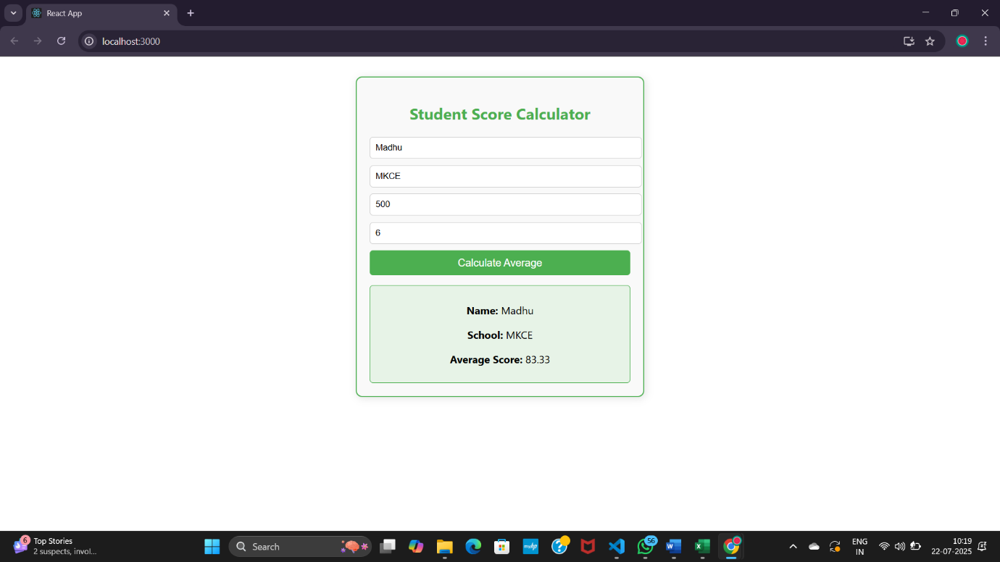 React App
localhost:3000
Student Score Calculator
Madhu
MKCE
500
6
Calculate Average
Name: Madhu
School: MKCE
Average Score: 83.33
6
Top Stories
2 suspects, invol...
Search
myhp
56
ENG
IN
10:19
22-07-2025